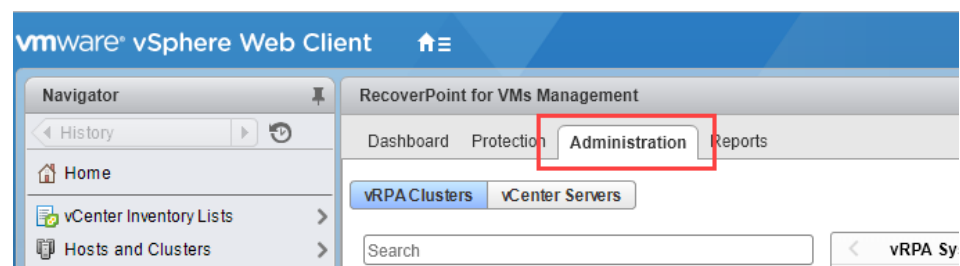 vmware® vSphere Web Client
Navigator
History
Home
vCenter Inventory Lists
Hosts and Clusters
RecoverPoint for VMs Management
Dashboard Protection Administration Reports
vRPA Clusters vCenter Servers
Search
vRPA